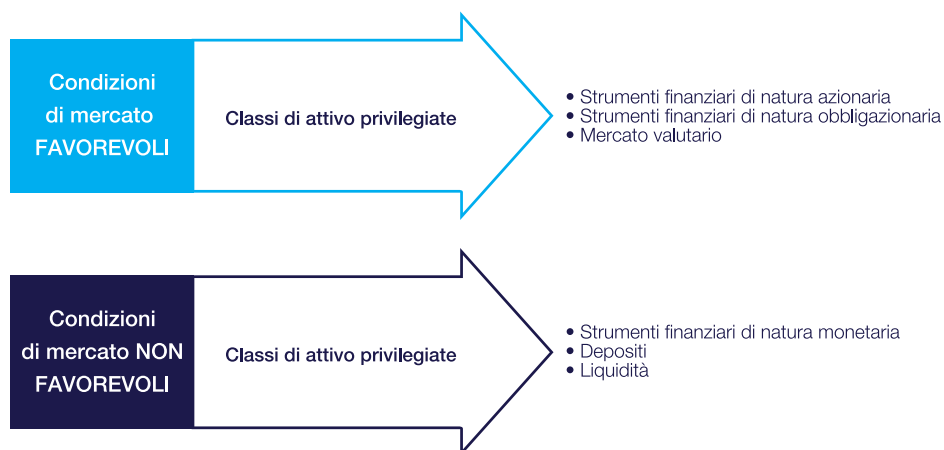 Condizioni
di mercato
FAVOREVOLI
Classi di attivo privilegiate
• Strumenti finanziari di natura azionaria
• Strumenti finanziari di natura obbligazionaria
• Mercato valutario
Condizioni
di mercato NON
FAVOREVOLI
Classi di attivo privilegiate
• Strumenti finanziari di natura monetaria
• Depositi
• Liquidità